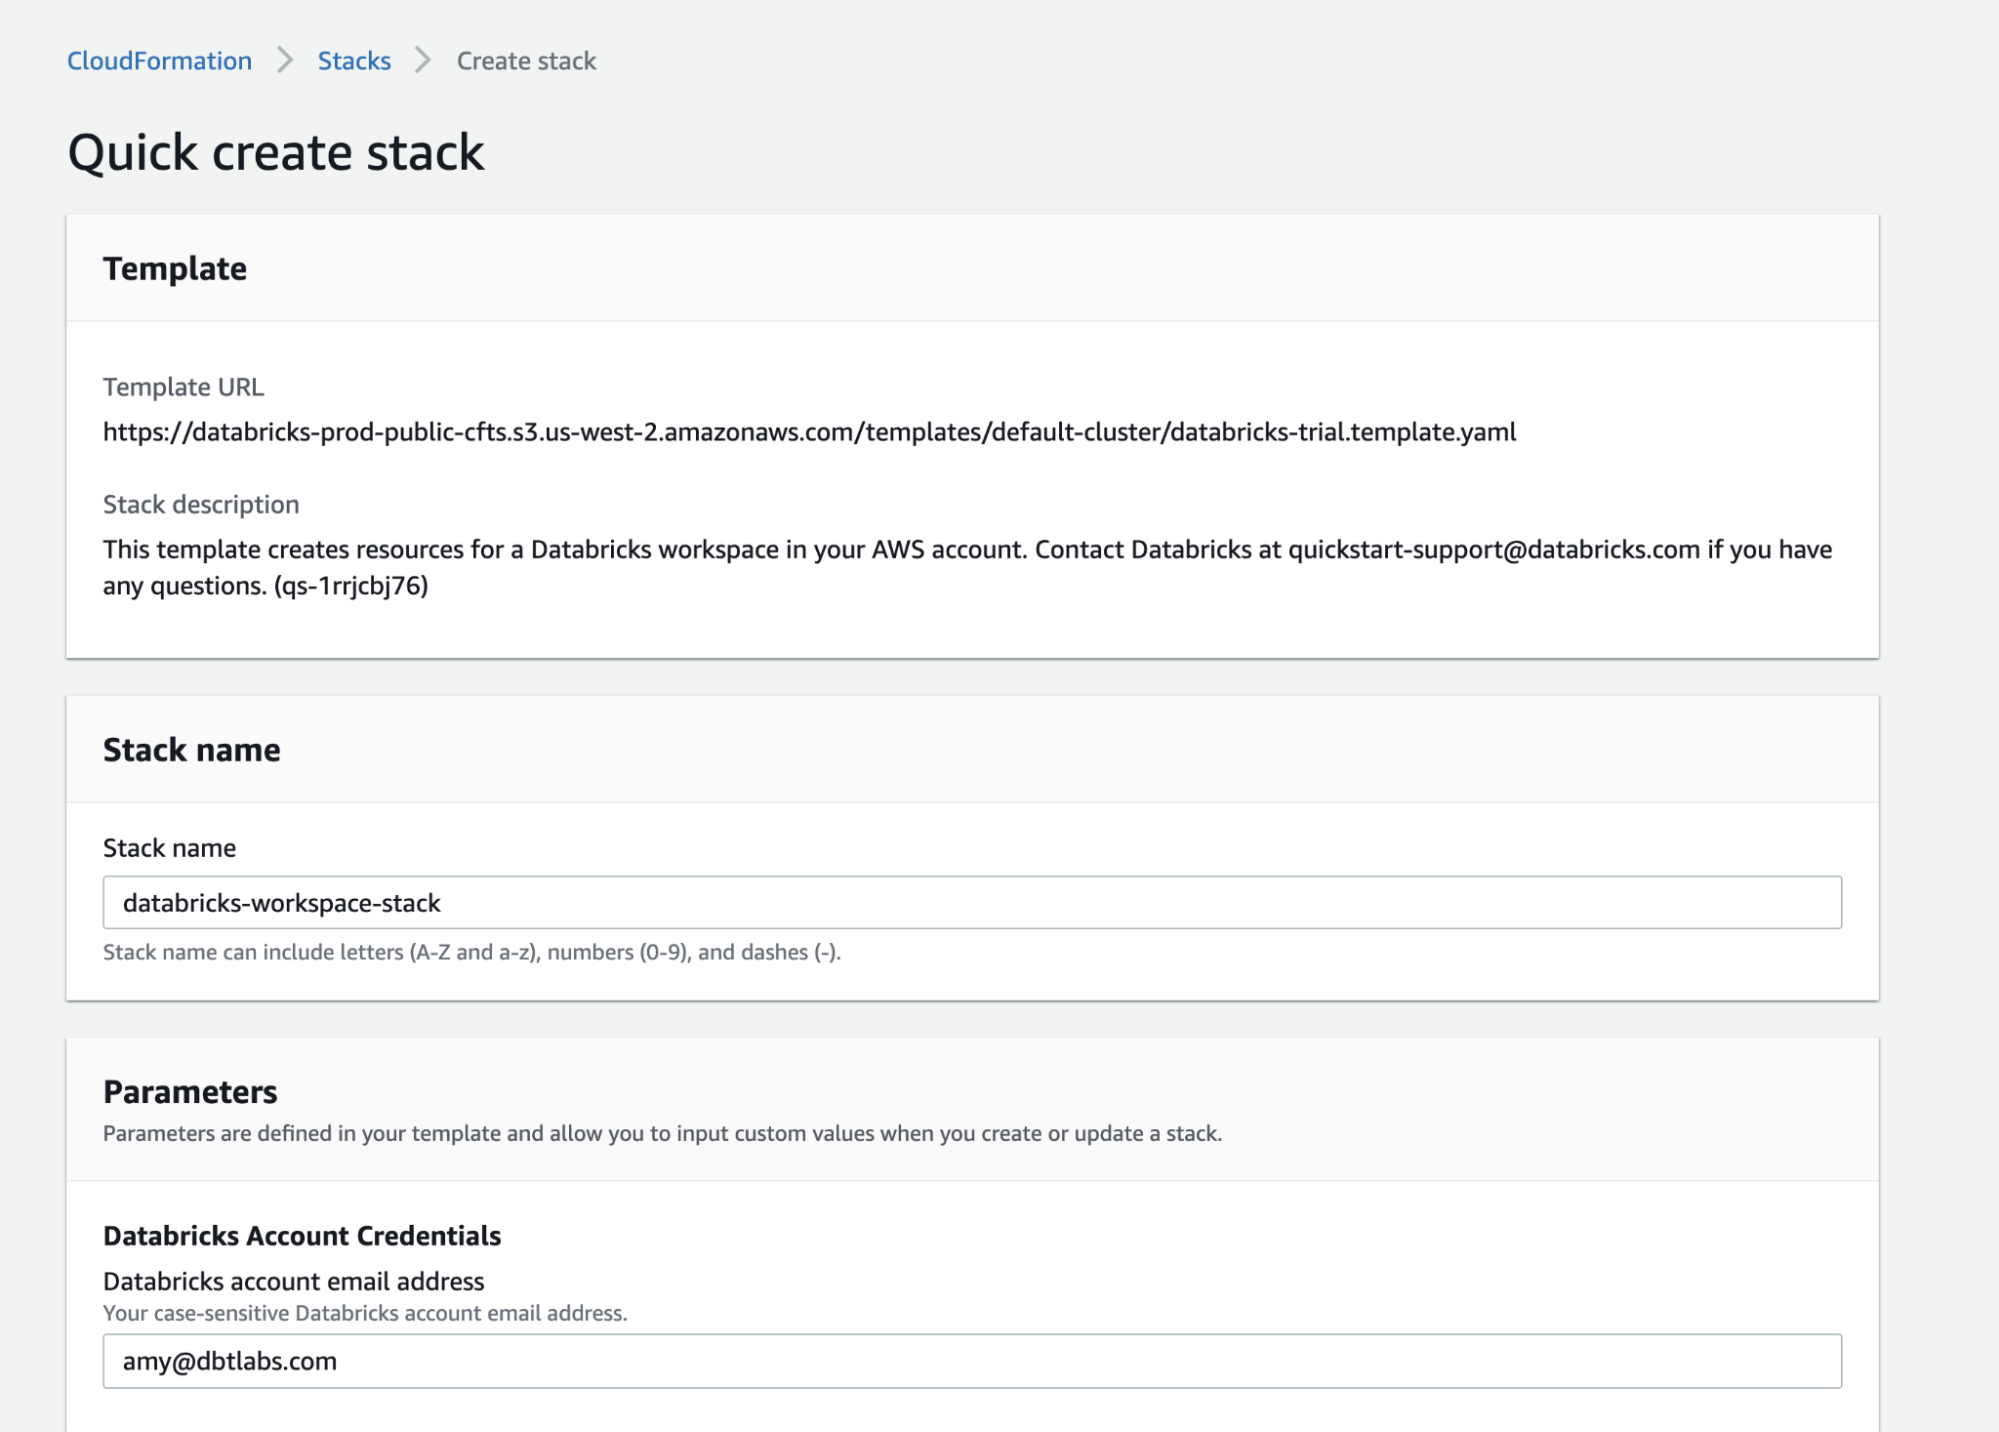 CloudFormation > Stacks > Create stack
Quick create stack
Template
Template URL
https://databricks-prod-public-cfts.s3.us-west-2.amazonaws.com/templates/default-cluster/databricks-trial.template.yaml
Stack description
This template creates resources for a Databricks workspace in your AWS account. Contact Databricks at quickstart-support@databricks.com if you have
any questions. (qs-1rrjcbj76)
Stack name
Stack name
databricks-workspace-stack
Stack name can include letters (A-Z and a-z), numbers (0-9), and dashes (-).
Parameters
Parameters are defined in your template and allow you to input custom values when you create or update a stack.
Databricks Account Credentials
Databricks account email address
Your case-sensitive Databricks account email address.
amy@dbtlabs.com